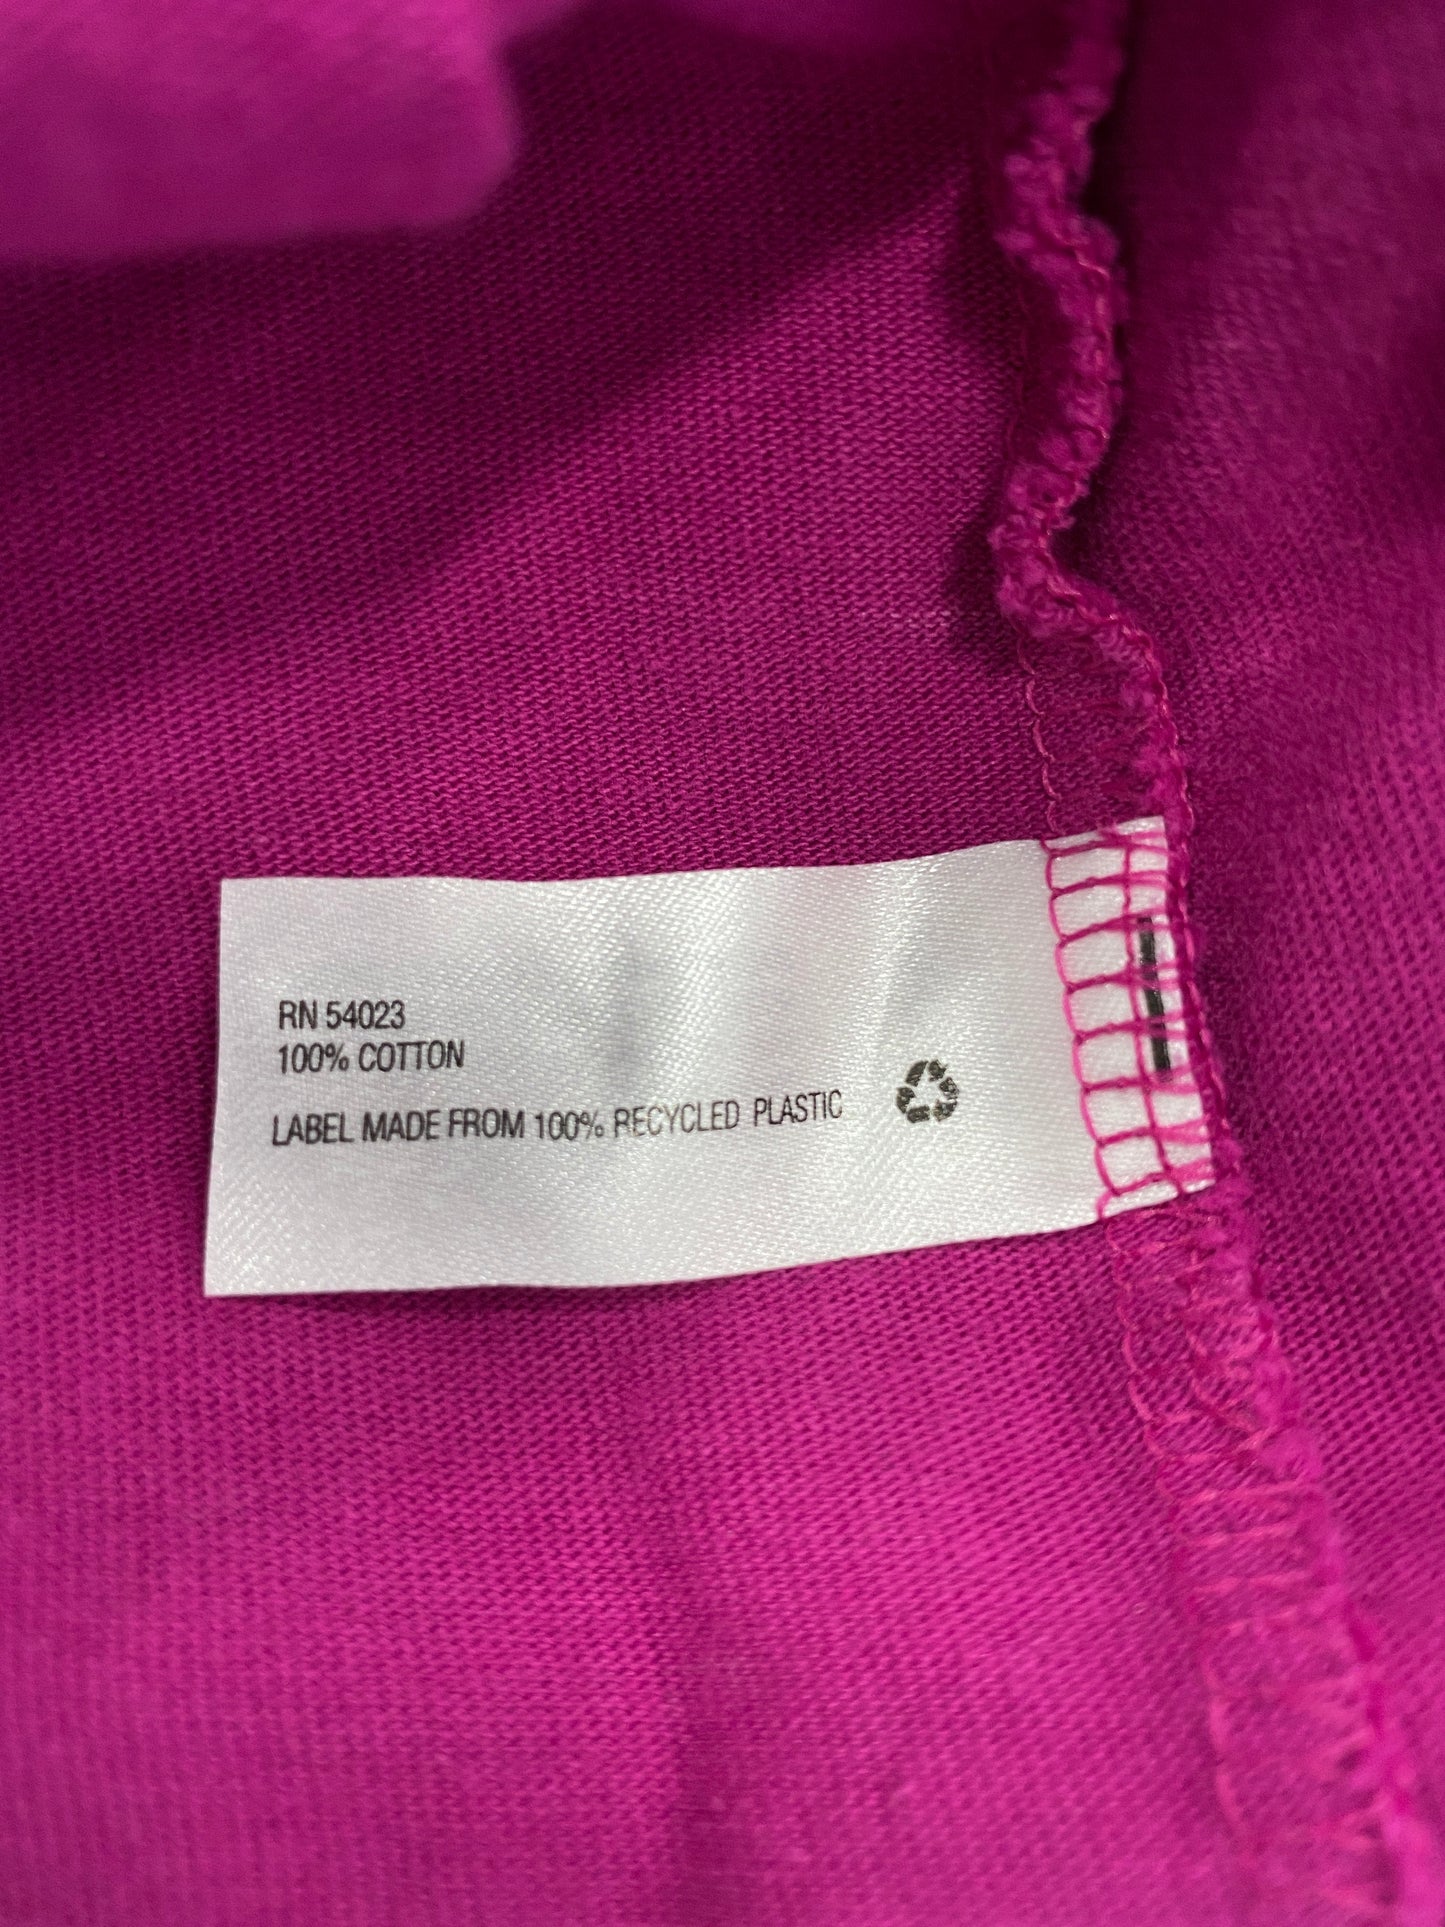 RN 54023
100% COTTON
LABEL MADE FROM 100% RECYCLED PLASTIC